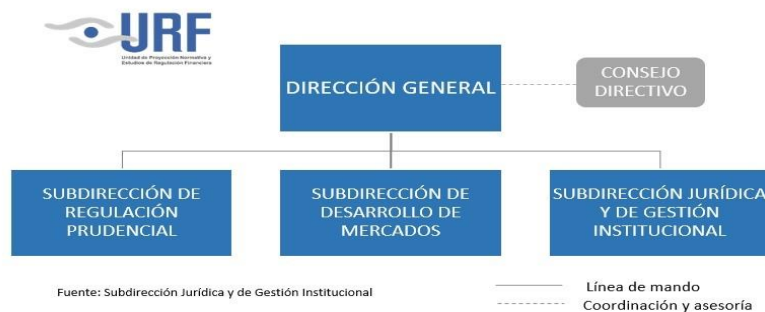 URF
Unidad de Proyección Normativa y
Estudios de Regulación Financiera
DIRECCIÓN GENERAL
CONSEJO
DIRECTIVO
SUBDIRECCIÓN DE
REGULACIÓN
PRUDENCIAL
SUBDIRECCIÓN DE
DESARROLLO DE
MERCADOS
SUBDIRECCIÓN JURÍDICA
Y DE GESTIÓN
INSTITUCIONAL
Fuente: Subdirección Jurídica y de Gestión Institucional
Línea de mando
Coordinación y asesoría